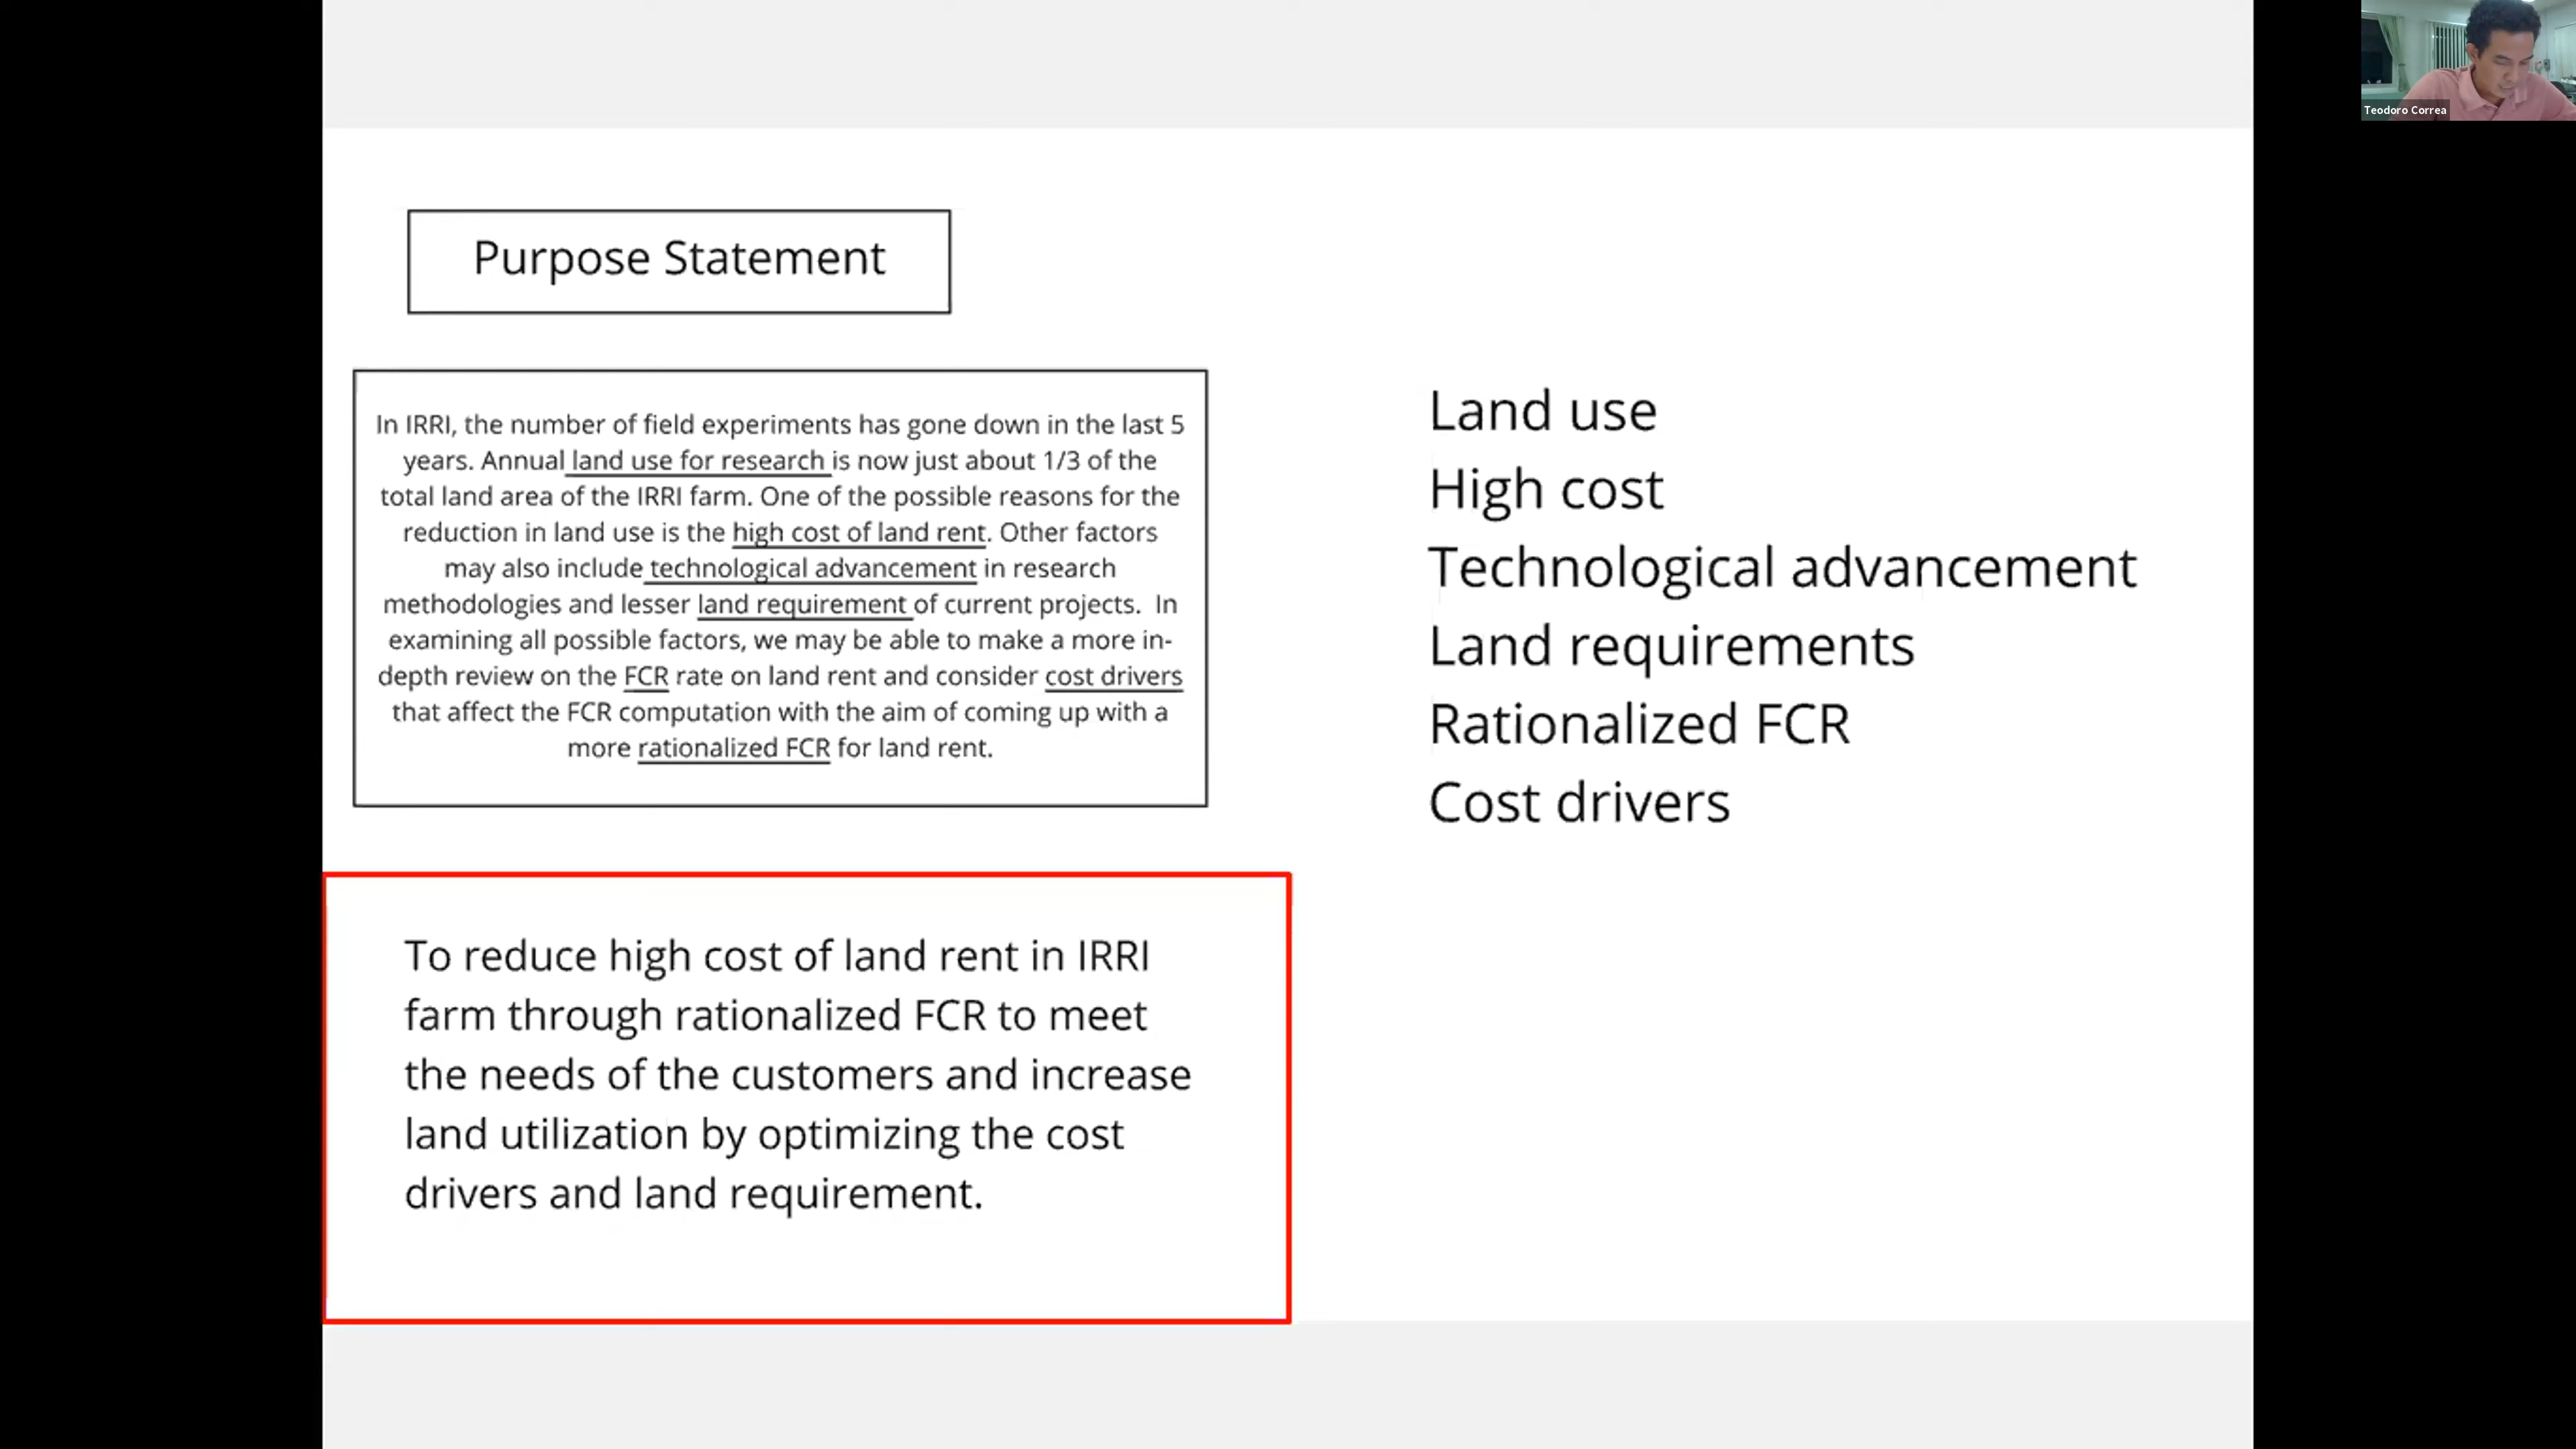 Teodoro Correa
Purpose Statement
In IRRI, the number of field experiments has gone down in the last 5
years. Annual land use for research is now just about 1/3 of the
total land area of the IRRI farm. One of the possible reasons for the
reduction in land use is the high cost of land rent. Other factors
may also include technological advancement in research
methodologies and lesser land requirement of current projects. In
examining all possible factors, we may be able to make a more in-
depth review on the FCR rate on land rent and consider cost drivers
that affect the FCR computation with the aim of coming up with a
more rationalized FCR for land rent.
Land use
High cost
Technological advancement
Land requirements
Rationalized FCR
Cost drivers
To reduce high cost of land rent in IRRI
farm through rationalized FCR to meet
the needs of the customers and increase
land utilization by optimizing the cost
drivers and land requirement.